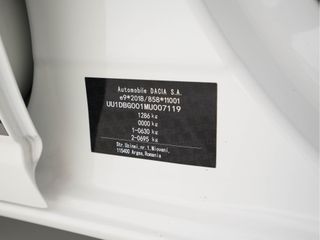 Automobile DACIA S.A.
e9*2018/858*11001
UU1DBG001MU007119
1286 kg
0000 kg
1-0630 kg
2-0695 kg
Str. Uzinei, nr. 1, Mioveni,
115400 Arges, Romania